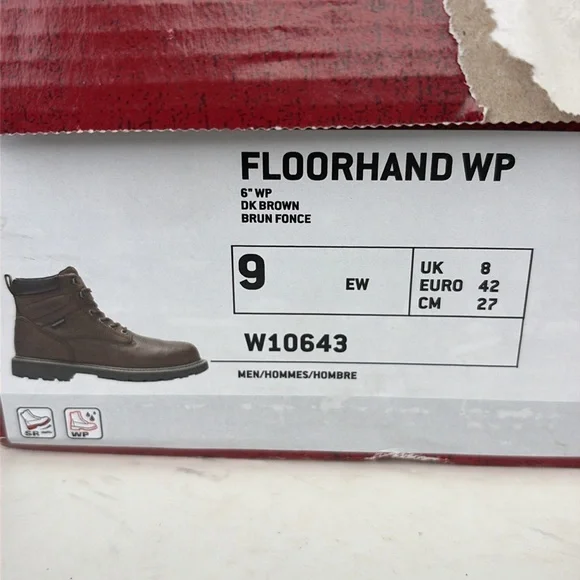 FLOORHAND WP
6" WP
DK BROWN
BRUN FONCE
9 EW
UK 8
EURO 42
CM 27
W10643
MEN/HOMMES/HOMBRE
SR WP